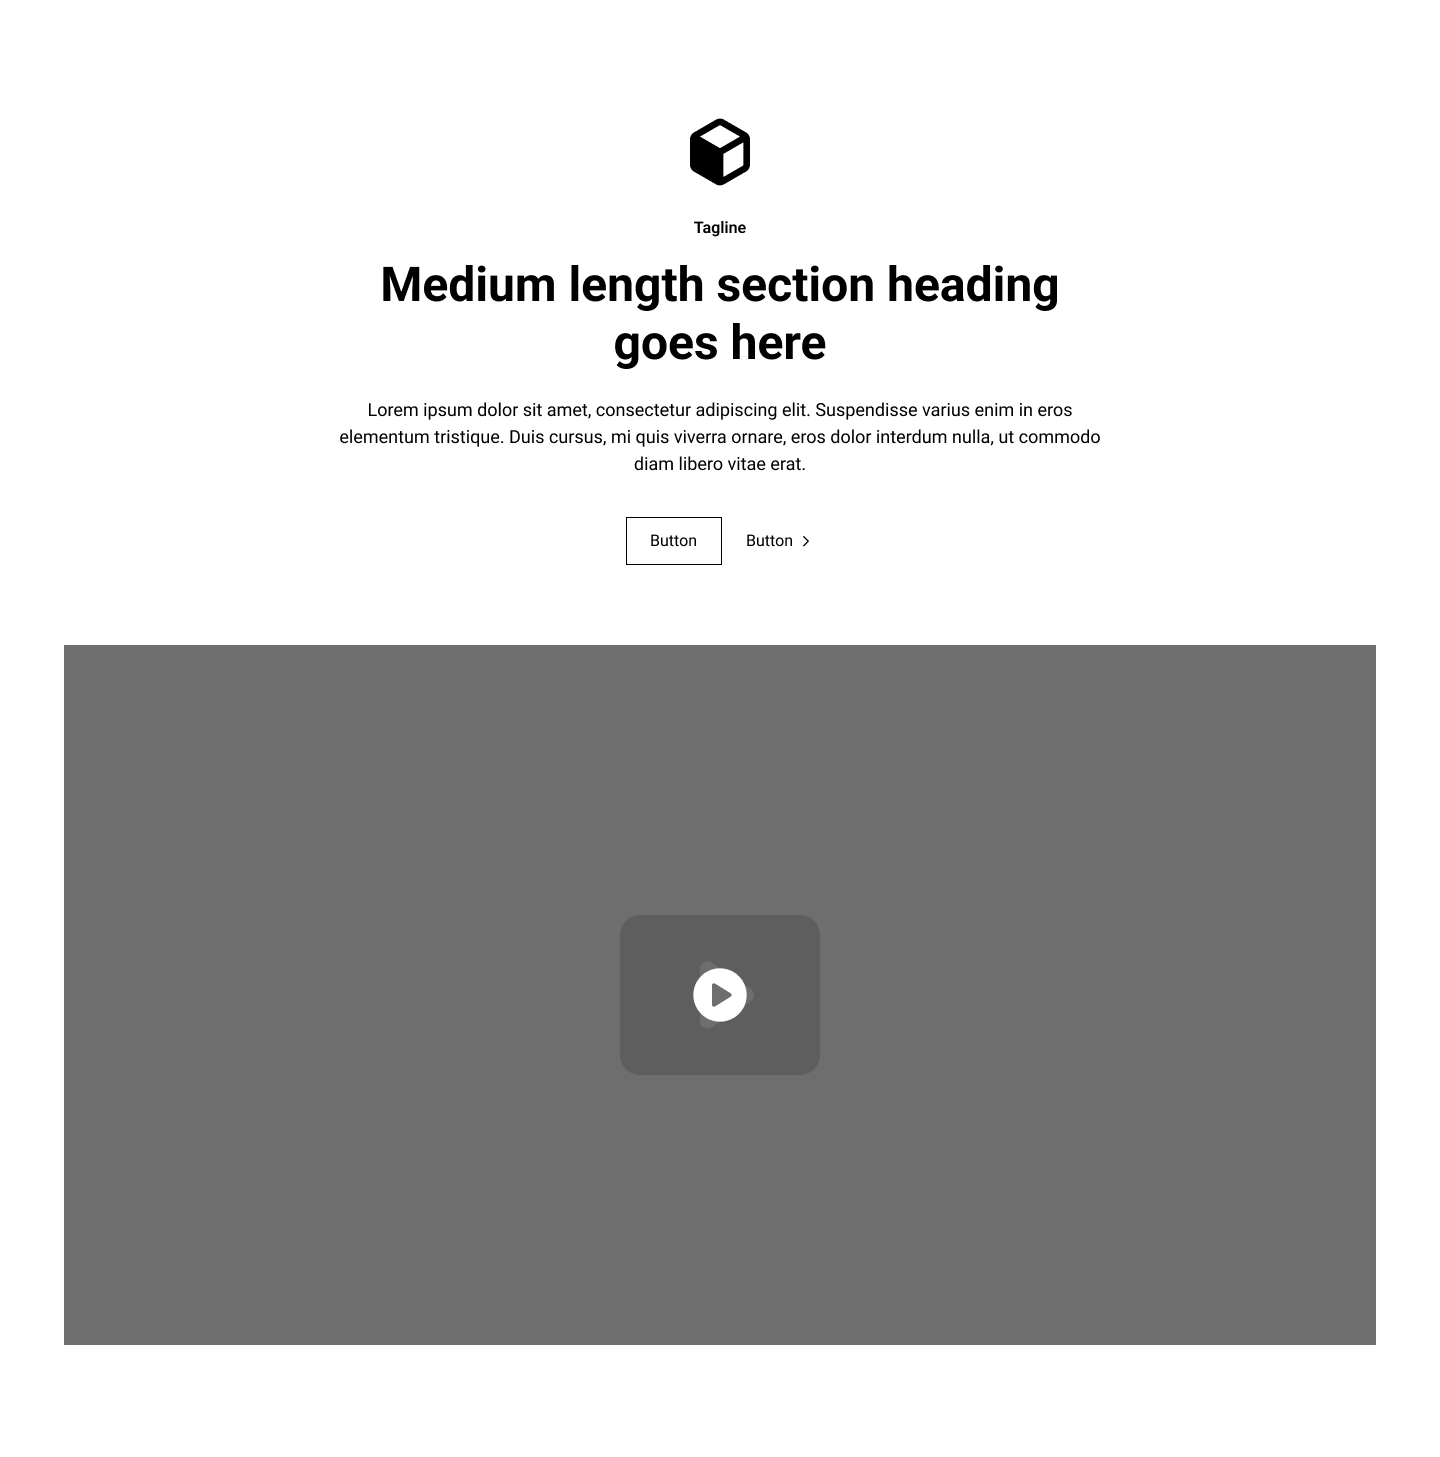 Tagline
Medium length section heading
goes here
Lorem ipsum dolor sit amet, consectetur adipiscing elit. Suspendisse varius enim in eros
elementum tristique. Duis cursus, mi quis viverra ornare, eros dolor interdum nulla, ut commodo
diam libero vitae erat.
Button
Button